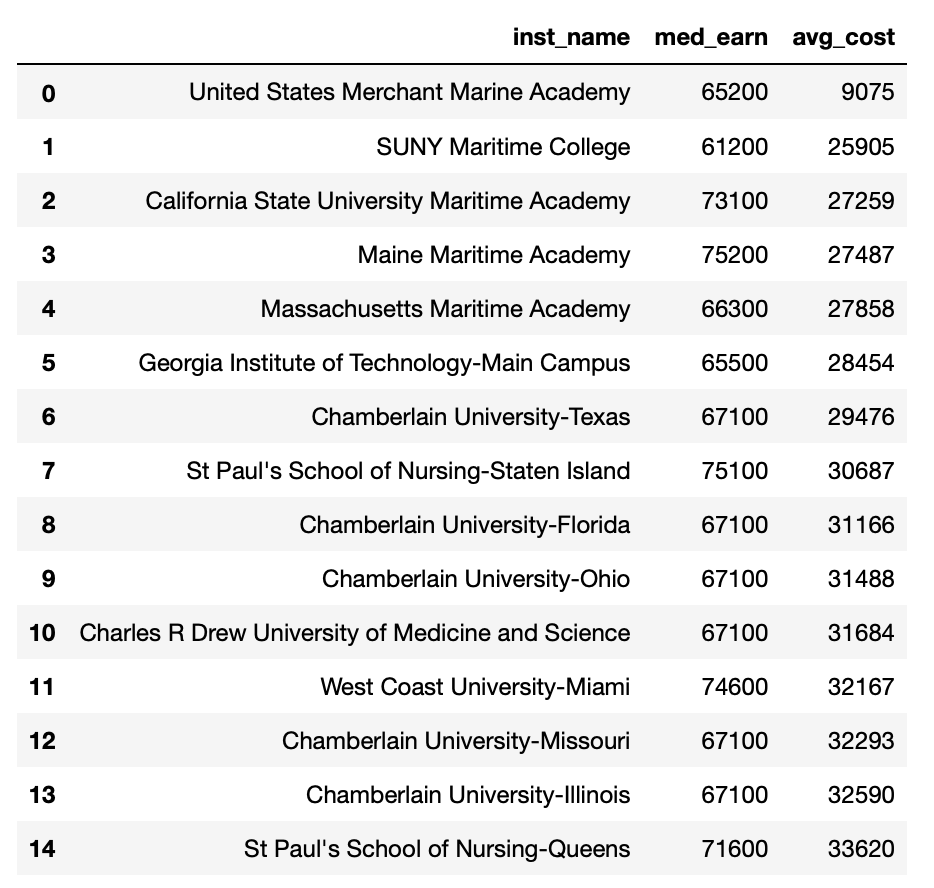 inst_name med_earn avg_cost
0 United States Merchant Marine Academy 65200 9075
1 SUNY Maritime College 61200 25905
2 California State University Maritime Academy 73100 27259
3 Maine Maritime Academy 75200 27487
4 Massachusetts Maritime Academy 66300 27858
5 Georgia Institute of Technology-Main Campus 65500 28454
6 Chamberlain University-Texas 67100 29476
7 St Paul's School of Nursing-Staten Island 75100 30687
8 Chamberlain University-Florida 67100 31166
9 Chamberlain University-Ohio 67100 31488
10 Charles R Drew University of Medicine and Science 67100 31684
11 West Coast University-Miami 74600 32167
12 Chamberlain University-Missouri 67100 32293
13 Chamberlain University-Illinois 67100 32590
14 St Paul's School of Nursing-Queens 71600 33620